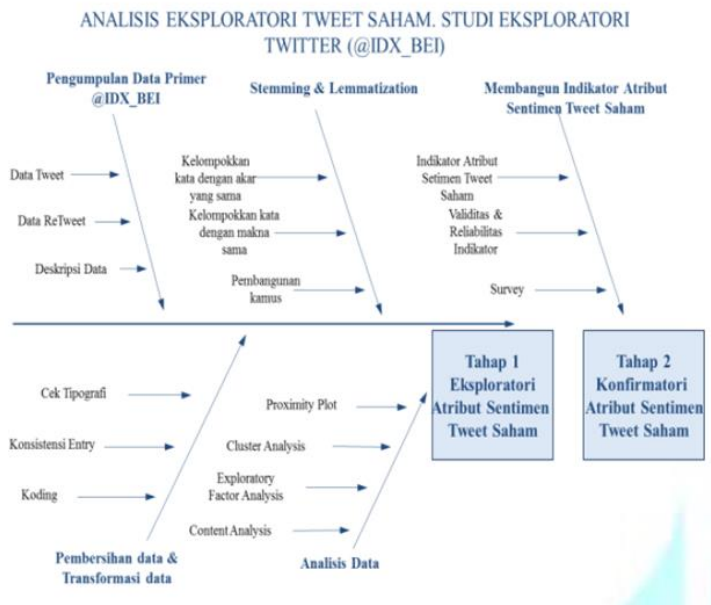 ANALISIS EKSPLORATORI TWEET SAHAM. STUDI EKSPLORATORI
TWITTER (@IDX_BEI)
Pengumpulan Data Primer
@IDX_BEI
Data Tweet
Data ReTweet
Deskripsi Data
Stemming & Lemmatization
Kelompokkan
kata dengan akar
yang sama
Kelompokkan kata
dengan makna
sama
Pembangunan
kamus
Membangun Indikator Atribut
Sentimen Tweet Saham
Indikator Atribut
Setimen Tweet
Saham
Validitas &
Reliabilitas
Indikator
Survey
Cek Tipografi
Konsistensi Entry
Koding
Pembersihan data &
Transformasi data
Proximity Plot
Cluster Analysis
Exploratory
Factor Analysis
Content Analysis
Analisis Data
Tahap 1
Eksploratori
Atribut Sentimen
Tweet Saham
Tahap 2
Konfirmatori
Atribut Sentimen
Tweet Saham